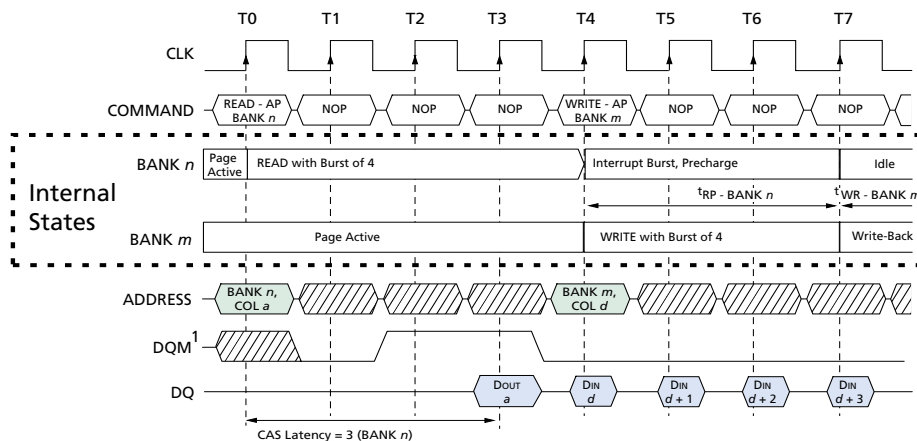 T0 T1 T2 T3 T4 T5 T6 T7
CLK
COMMAND READ - AP BANK n NOP NOP NOP WRITE - AP BANK m NOP NOP NOP
Internal States
BANK n Page Active READ with Burst of 4 Interrupt Burst, Precharge Idle
tRP - BANK n tWR - BANK m
BANK m Page Active WRITE with Burst of 4 Write-Back
ADDRESS BANK n, COL a BANK m, COL d
DQM1
DQ DOUT a DIN d DIN d + 1 DIN d + 2 DIN d + 3
CAS Latency = 3 (BANK n)